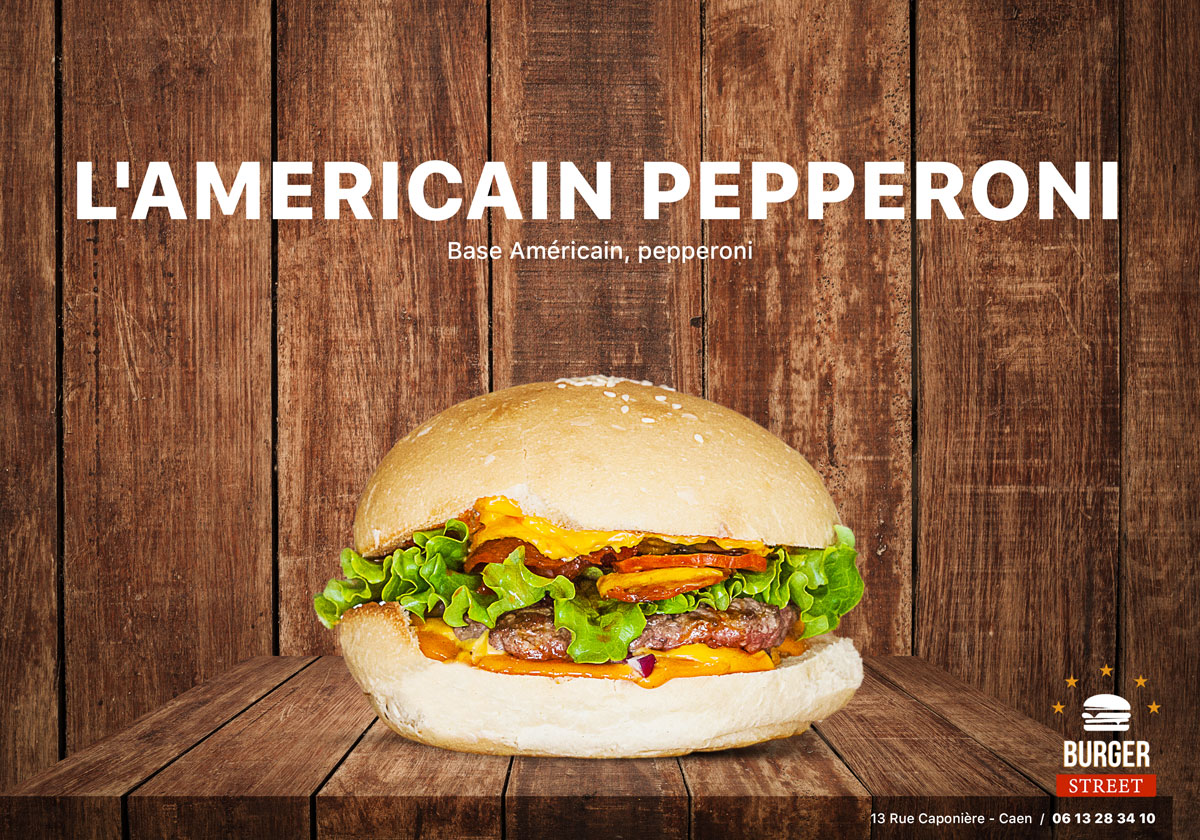 L'AMERICAIN PEPPERONI
Base Américain, pepperoni
BURGER
STREET
13 Rue Caponière - Caen / 06 13 28 34 10